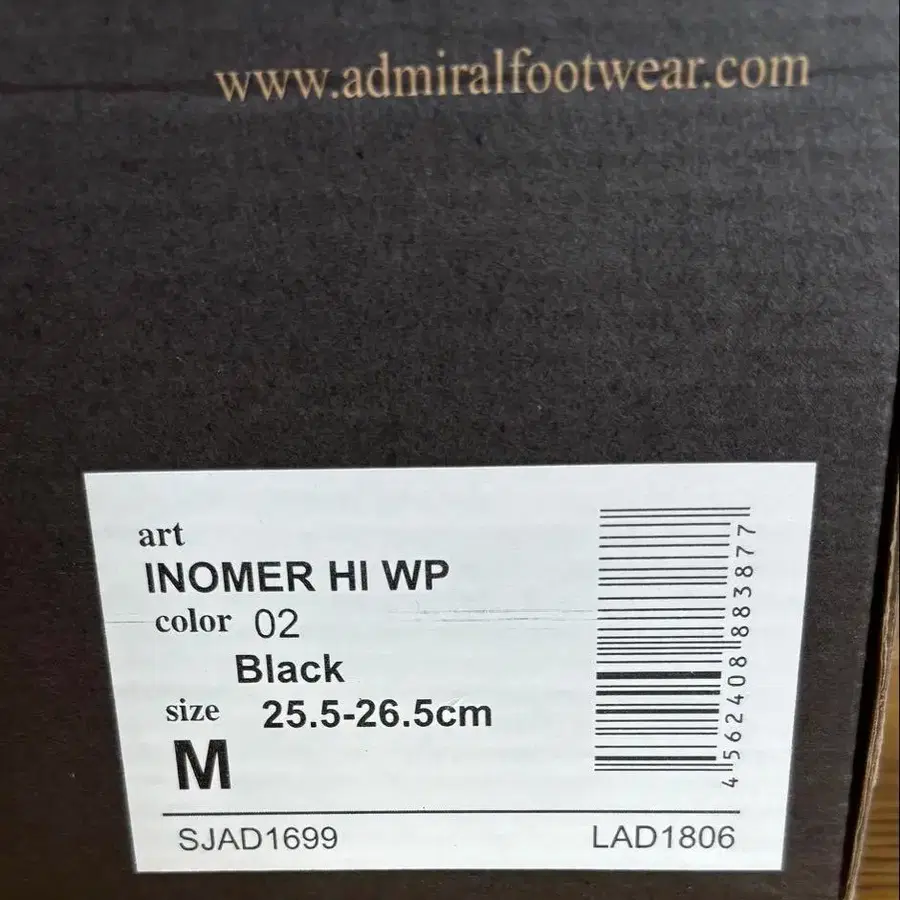 www.admiralfootwear.com
art
INOMER HI WP
color 02
Black
size 25.5-26.5cm
M
4562408883877
SJAD1699 LAD1806